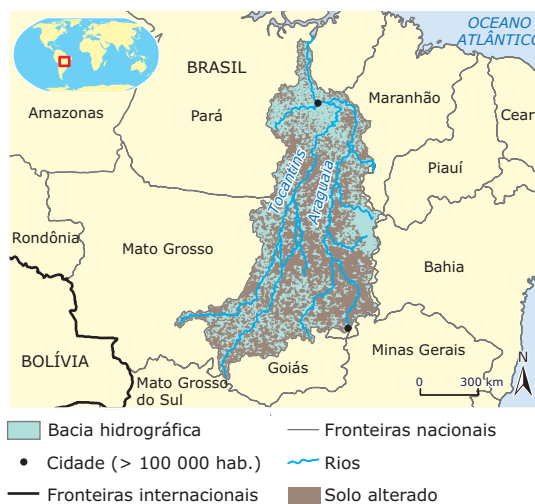 OCEANO
ATLÂNTICO
BRASIL
Amazonas
Pará
Maranhão
Cear
Piauí
Tocantins
Araguaia
Rondônia
Mato Grosso
Bahia
BOLÍVIA
Goiás
Minas Gerais
Mato Grosso
do Sul
N
0 300 km
Bacia hidrográfica
Fronteiras nacionais
Cidade (> 100 000 hab.)
Rios
Fronteiras internacionais
Solo alterado